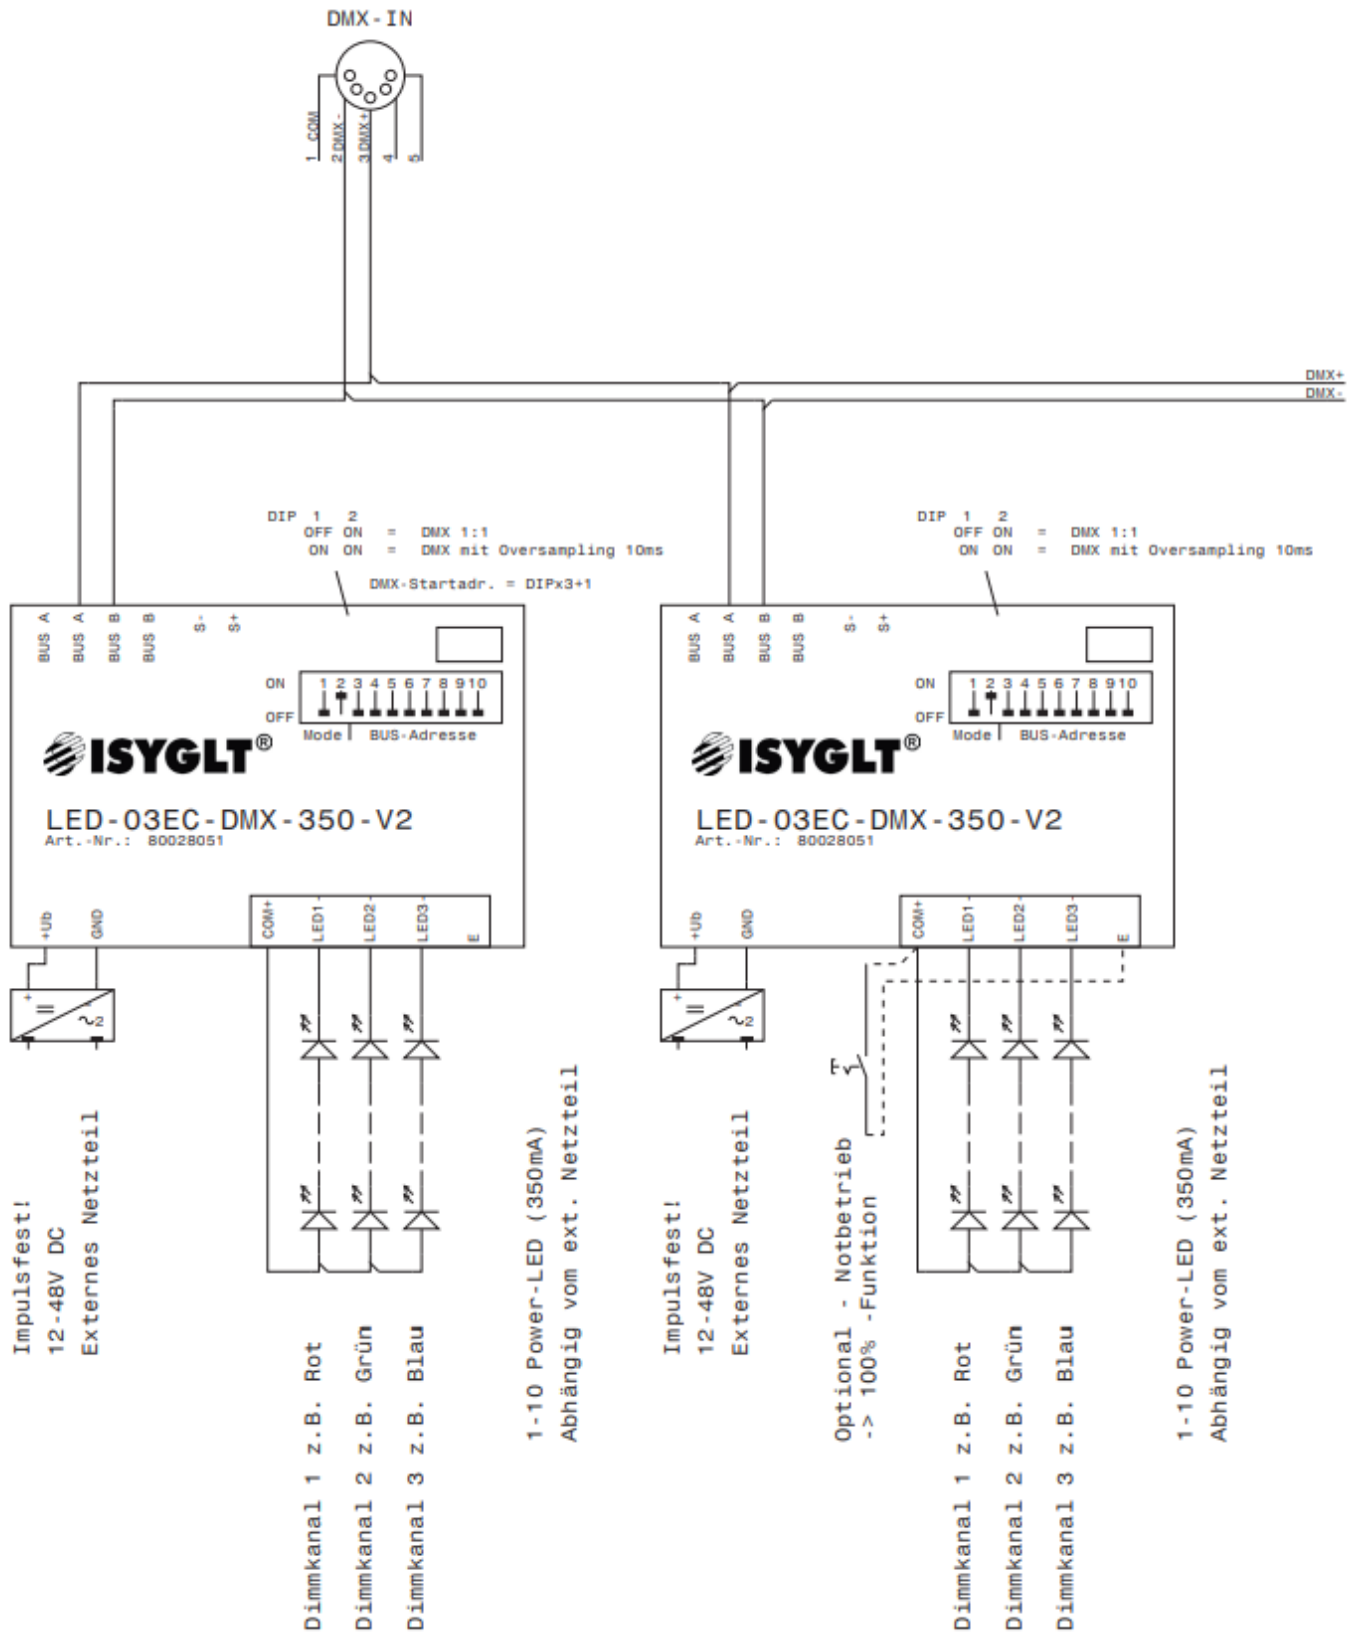 DMX-IN
1 COM
2 DMX-
3 DMX+
4
5
DMX+
DMX-
DIP 1 2
OFF ON = DMX 1:1
ON ON = DMX mit Oversampling 10ms
DMX-Startadr. = DIPx3+1
BUS A
BUS A
BUS B
BUS B
S-
S+
ON
1 2 3 4 5 6 7 8 9 10
OFF
Mode BUS-Adresse
ISYGLT®
LED-03EC-DMX-350-V2
Art.-Nr.: 80028051
+Ub
GND
COM+
LED1-
LED2-
LED3-
E
+ -
= ~2
Impulsfest!
12-48V DC
Externes Netzteil
Dimmkanal 1 z.B. Rot
Dimmkanal 2 z.B. Grün
Dimmkanal 3 z.B. Blau
1-10 Power-LED (350mA)
Abhängig vom ext. Netzteil
DIP 1 2
OFF ON = DMX 1:1
ON ON = DMX mit Oversampling 10ms
BUS A
BUS A
BUS B
BUS B
S-
S+
ON
1 2 3 4 5 6 7 8 9 10
OFF
Mode BUS-Adresse
ISYGLT®
LED-03EC-DMX-350-V2
Art.-Nr.: 80028051
+Ub
GND
COM+
LED1-
LED2-
LED3-
E
+ -
= ~2
Impulsfest!
12-48V DC
Externes Netzteil
Optional - Notbetrieb
-> 100% -Funktion
Dimmkanal 1 z.B. Rot
Dimmkanal 2 z.B. Grün
Dimmkanal 3 z.B. Blau
1-10 Power-LED (350mA)
Abhängig vom ext. Netzteil